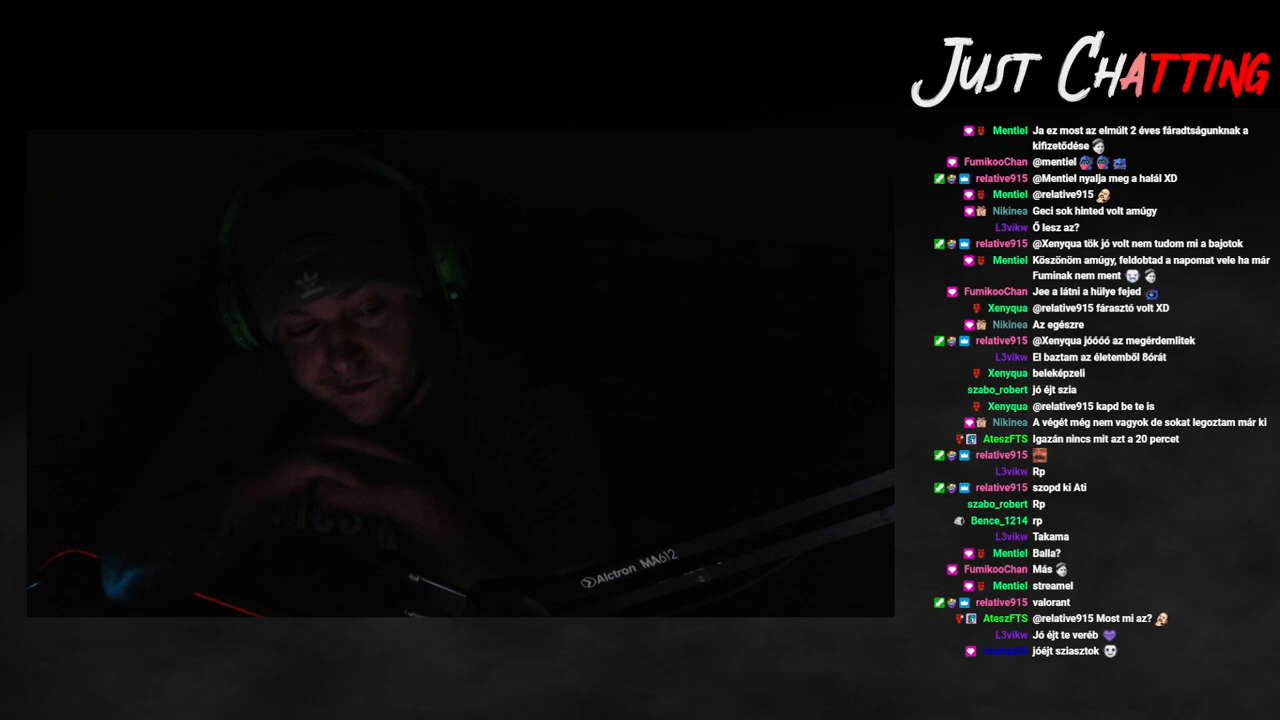 JUST CHATTING
Mentiel Ja ez most az elmúlt 2 éves fáradtságunknak a
kifizetődése
FumikooChan @mentiel
relative915 @Mentiel nyalja meg a halál XD
Mentiel @relative915
Nikinea Geci sok hinted volt amúgy
L3vikw Ő lesz az?
relative915 @Xenyqua tök jó volt nem tudom mi a bajotok
Mentiel Köszönöm amúgy, feldobtad a napomat vele ha már
Fuminak nem ment
FumikooChan Jee a látni a hülye fejed
Xenyqua @relative915 fárasztó volt XD
Nikinea Az egészre
relative915 @Xenyqua jóóóó az megérdemlitek
L3vikw El baztam az életemből 8órát
Xenyqua beleképzeli
szabo_robert jó éjt szia
Xenyqua @relative915 kapd be te is
Nikinea A végét még nem vagyok de sokat legoztam már ki
AteszFTS Igazán nincs mit azt a 20 percet
relative915
L3vikw Rp
relative915 szopd ki Ati
szabo_robert Rp
Bence_1214 rp
L3vikw Takama
Mentiel Balla?
FumikooChan Más
Mentiel streamel
relative915 valorant
AteszFTS @relative915 Most mi az?
L3vikw Jó éjt te veréb
jóéjt sziasztok
adidas
Alctron MA612